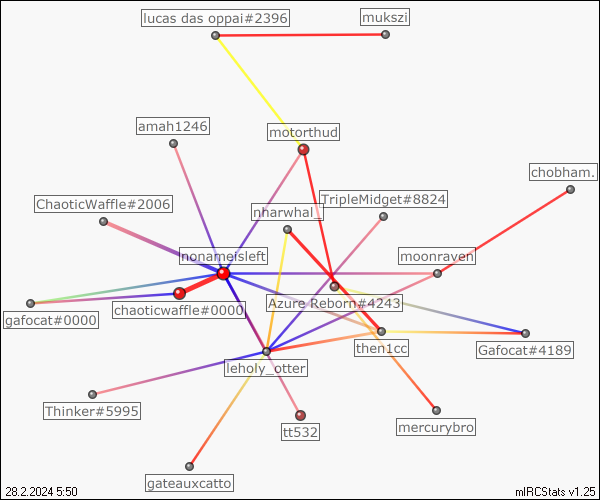 lucas das oppai#2396
mukszi
amah1246
motorthud
chobham.
ChaoticWaffle#2006
nharwhal_
TripleMidget#8824
nonameisleft
moonraven
chaoticwaffle#0000
Azure Reborn#4243
gafocat#0000
then1cc
Gafocat#4189
leholy_otter
Thinker#5995
tt532
mercurybro
gateauxcatto
28.2.2024 5:50
mIRCStats v1.25